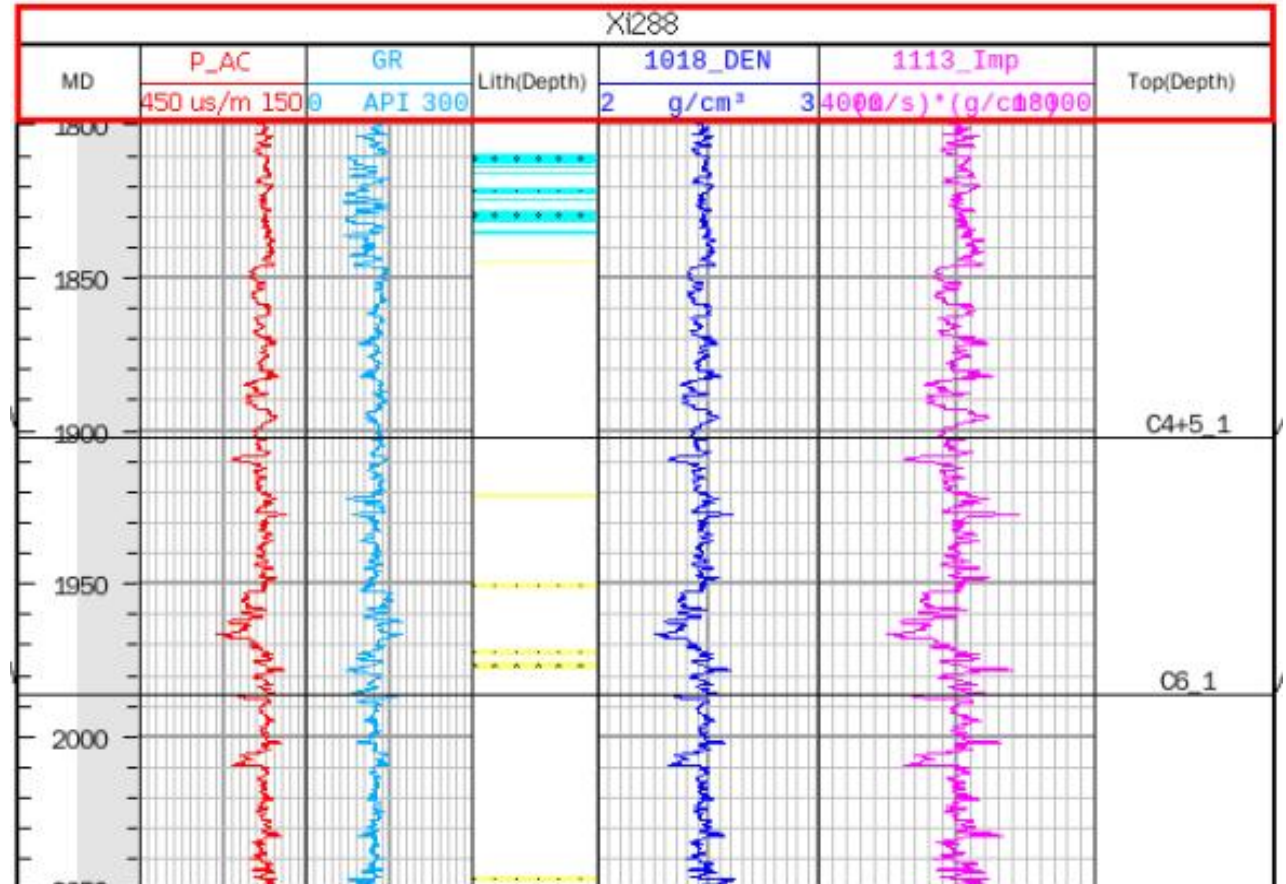 Xi288
MD
P_AC
450 us/m 150
GR
0 API 300
Lith(Depth)
1018_DEN
2 g/cm³ 3
1113_Imp
Top(Depth)
1800
1850
1900
C4+5_1
1950
C6_1
2000